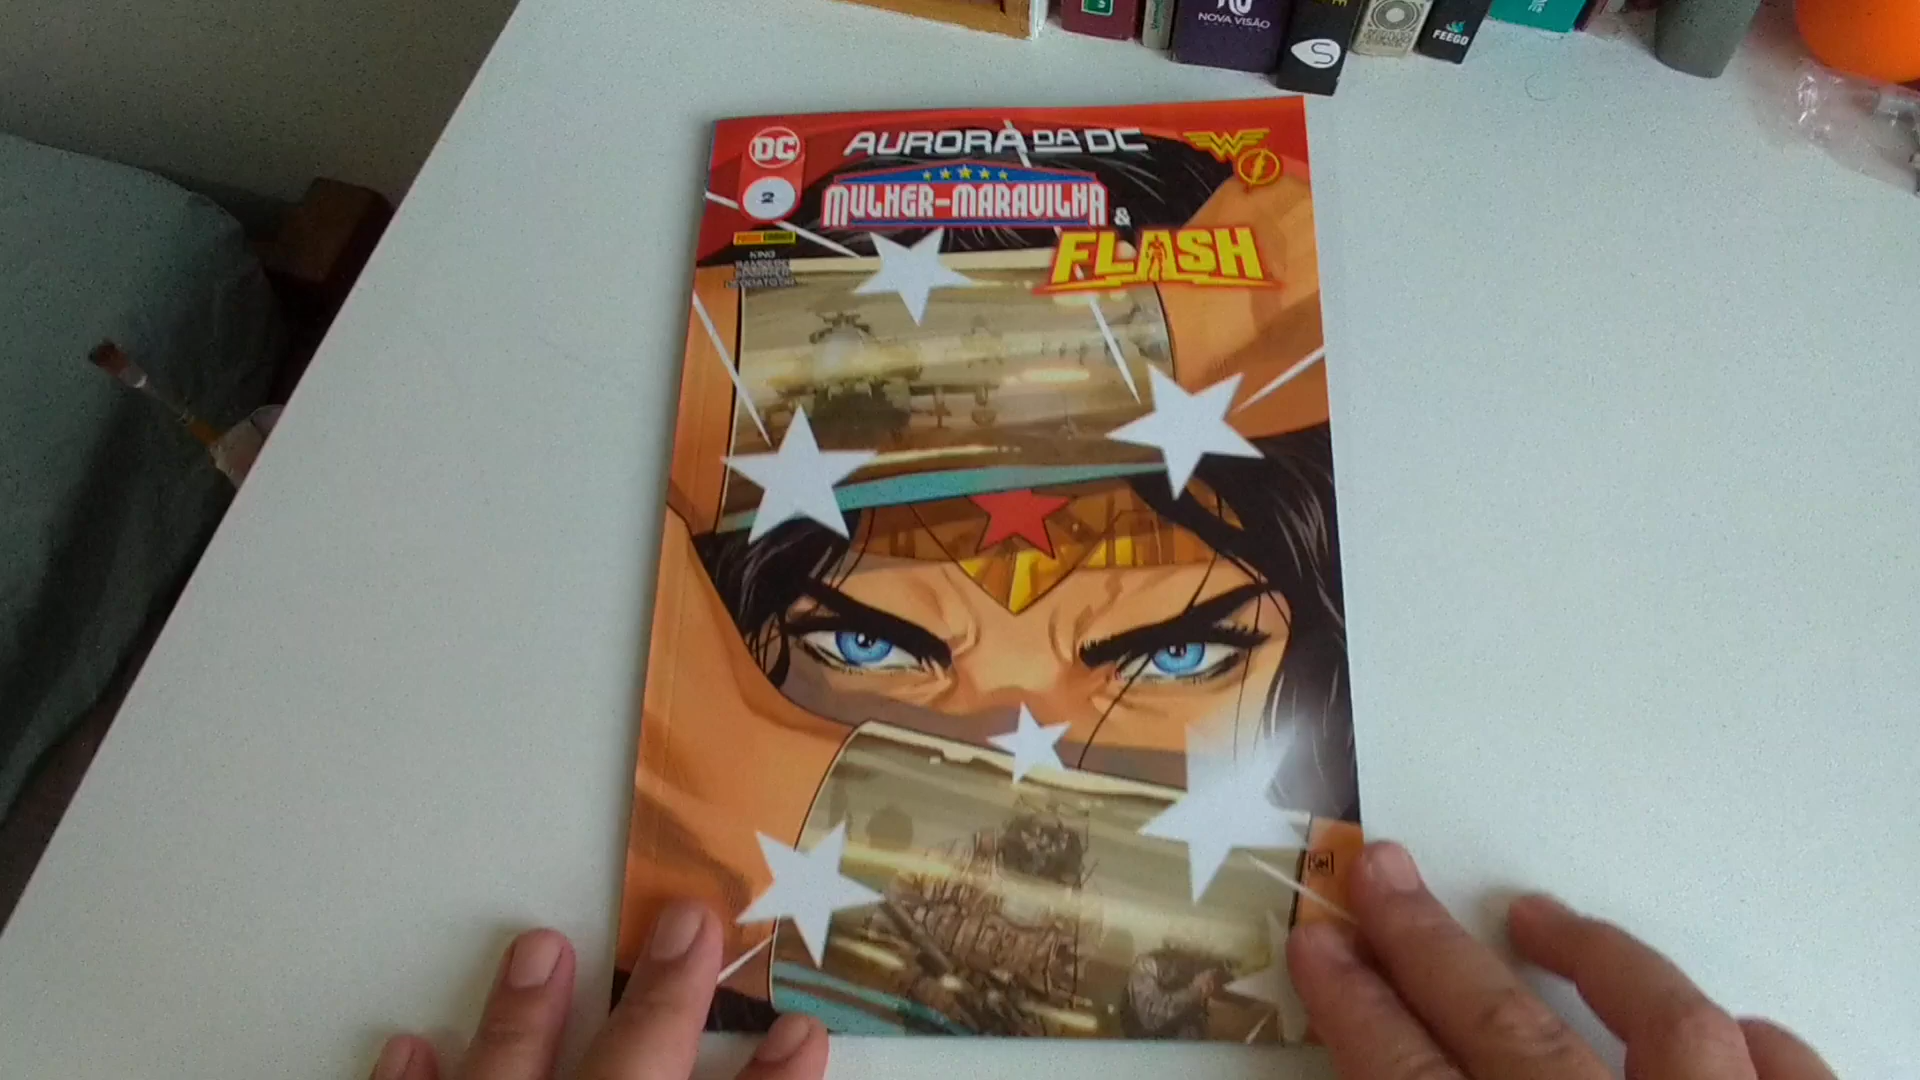 NOVA VISÃO
S
FEEGO
DC
AURORA DA DC
2
MULHER-MARAVILHA
&
FLASH
KING